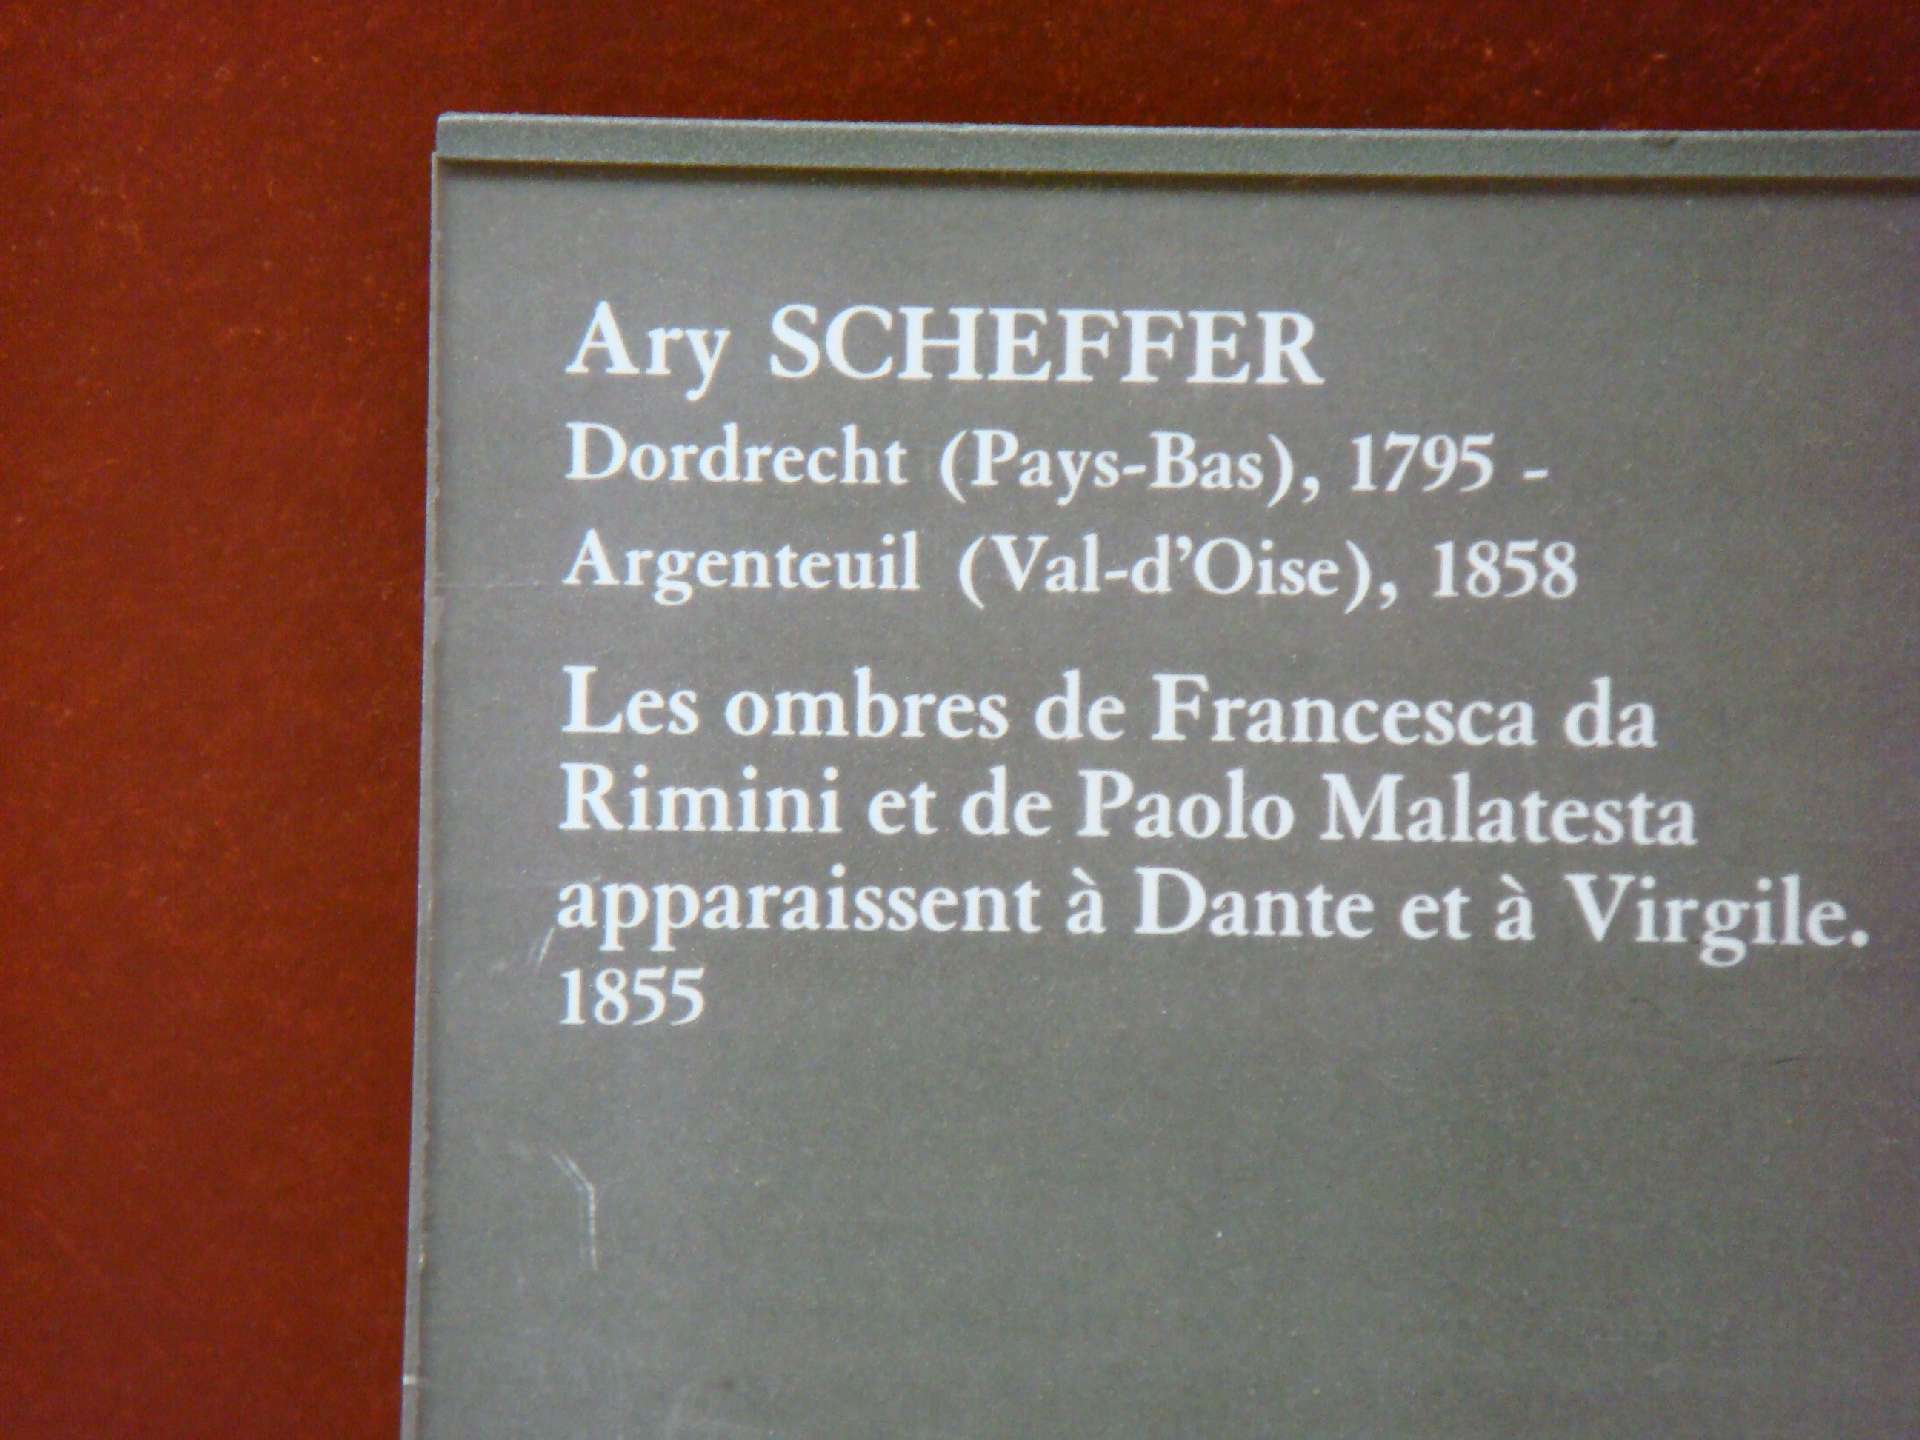 Ary SCHEFFER
Dordrecht (Pays-Bas), 1795 -
Argenteuil (Val-d’Oise), 1858
Les ombres de Francesca da
Rimini et de Paolo Malatesta
apparaissent à Dante et à Virgile.
1855